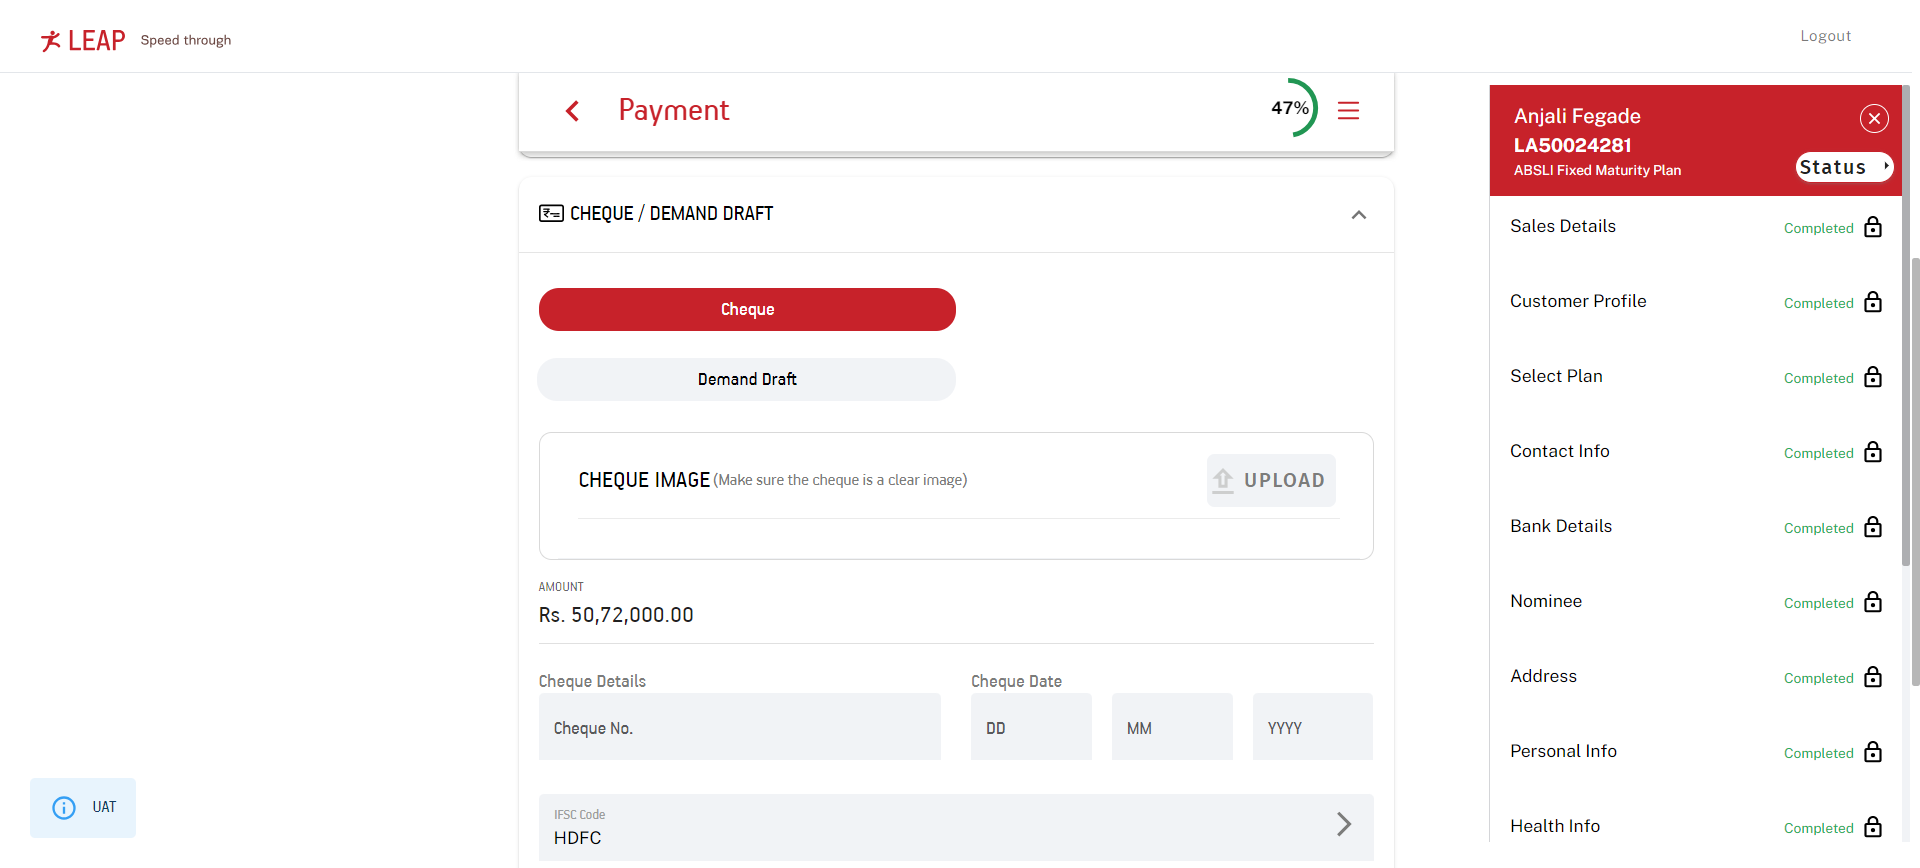 LEAP Speed through
Logout
Payment
47%
CHEQUE / DEMAND DRAFT
Cheque
Demand Draft
CHEQUE IMAGE (Make sure the cheque is a clear image)
UPLOAD
AMOUNT
Rs. 50,72,000.00
Cheque Details
Cheque No.
Cheque Date
DD
MM
YYYY
IFSC Code
HDFC
UAT
Anjali Fegade
LA50024281
ABSLI Fixed Maturity Plan
Status
Sales Details Completed
Customer Profile Completed
Select Plan Completed
Contact Info Completed
Bank Details Completed
Nominee Completed
Address Completed
Personal Info Completed
Health Info Completed